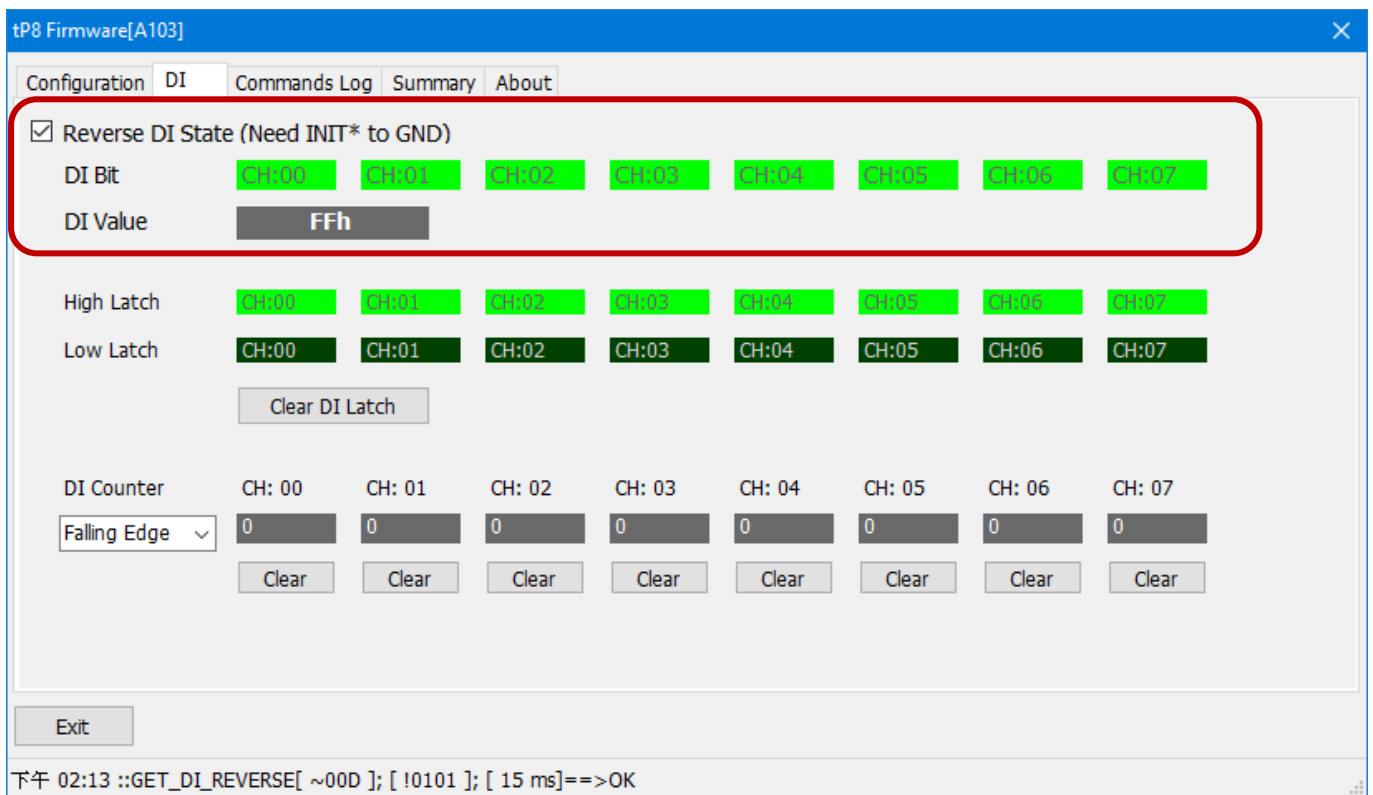 tP8 Firmware[A103]
Configuration DI Commands Log Summary About
Reverse DI State (Need INIT* to GND)
DI Bit CH:00 CH:01 CH:02 CH:03 CH:04 CH:05 CH:06 CH:07
DI Value FFh
High Latch CH:00 CH:01 CH:02 CH:03 CH:04 CH:05 CH:06 CH:07
Low Latch CH:00 CH:01 CH:02 CH:03 CH:04 CH:05 CH:06 CH:07
Clear DI Latch
DI Counter CH: 00 CH: 01 CH: 02 CH: 03 CH: 04 CH: 05 CH: 06 CH: 07
Falling Edge 0 0 0 0 0 0 0 0
Clear Clear Clear Clear Clear Clear Clear Clear
Exit
下午 02:13 ::GET_DI_REVERSE[ ~00D ]; [ !0101 ]; [ 15 ms]==>OK